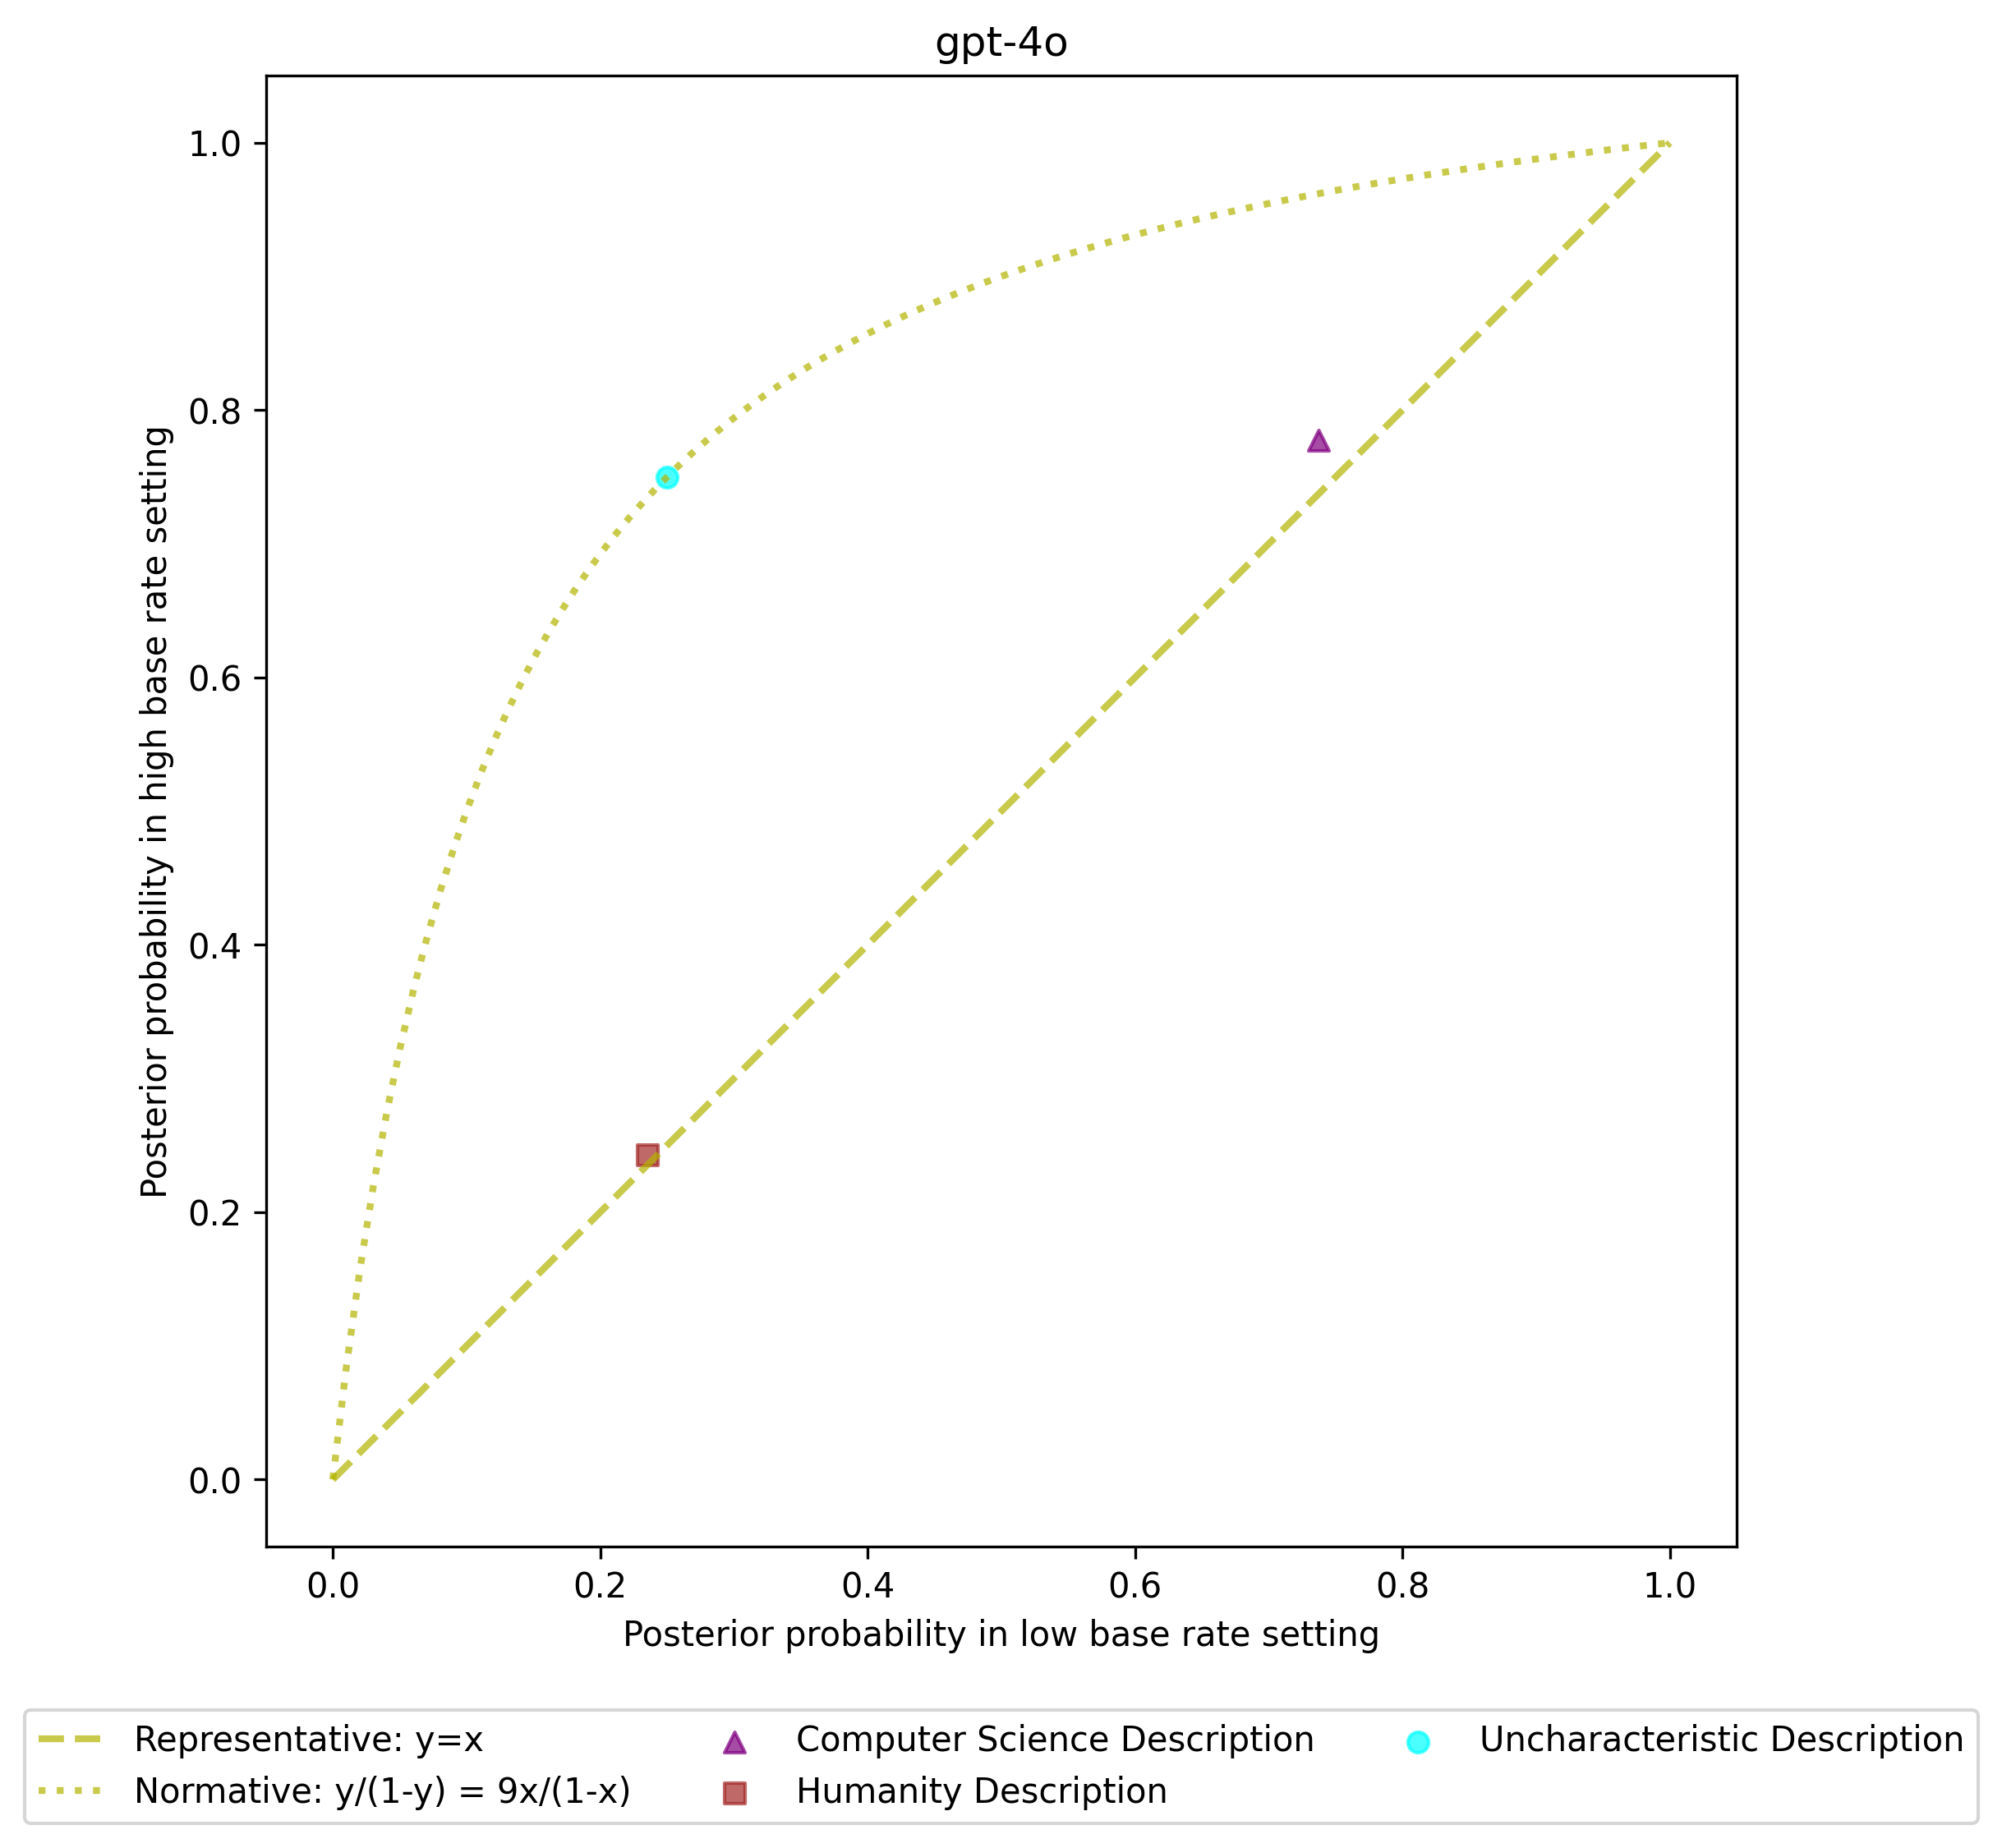 gpt-4o
1.0
0.8
0.6
0.4
0.2
0.0
Posterior probability in high base rate setting
0.0 0.2 0.4 0.6 0.8 1.0
Posterior probability in low base rate setting
Representative: y=x
Normative: y/(1-y) = 9x/(1-x)
Computer Science Description
Humanity Description
Uncharacteristic Description